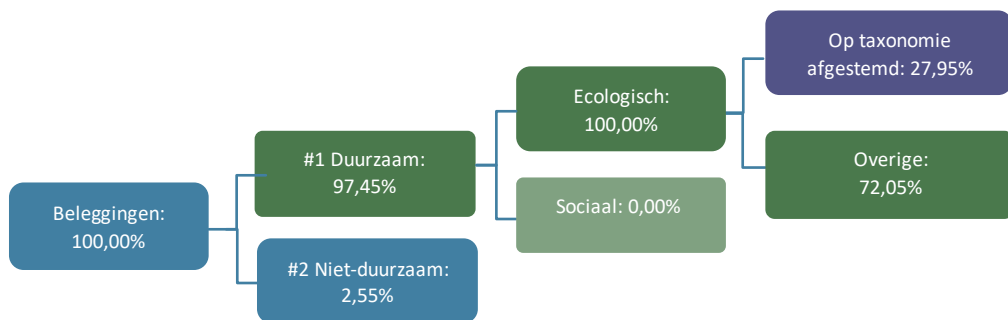 Beleggingen:
100,00%
#1 Duurzaam:
97,45%
#2 Niet-duurzaam:
2,55%
Ecologisch:
100,00%
Sociaal: 0,00%
Op taxonomie
afgestemd: 27,95%
Overige:
72,05%